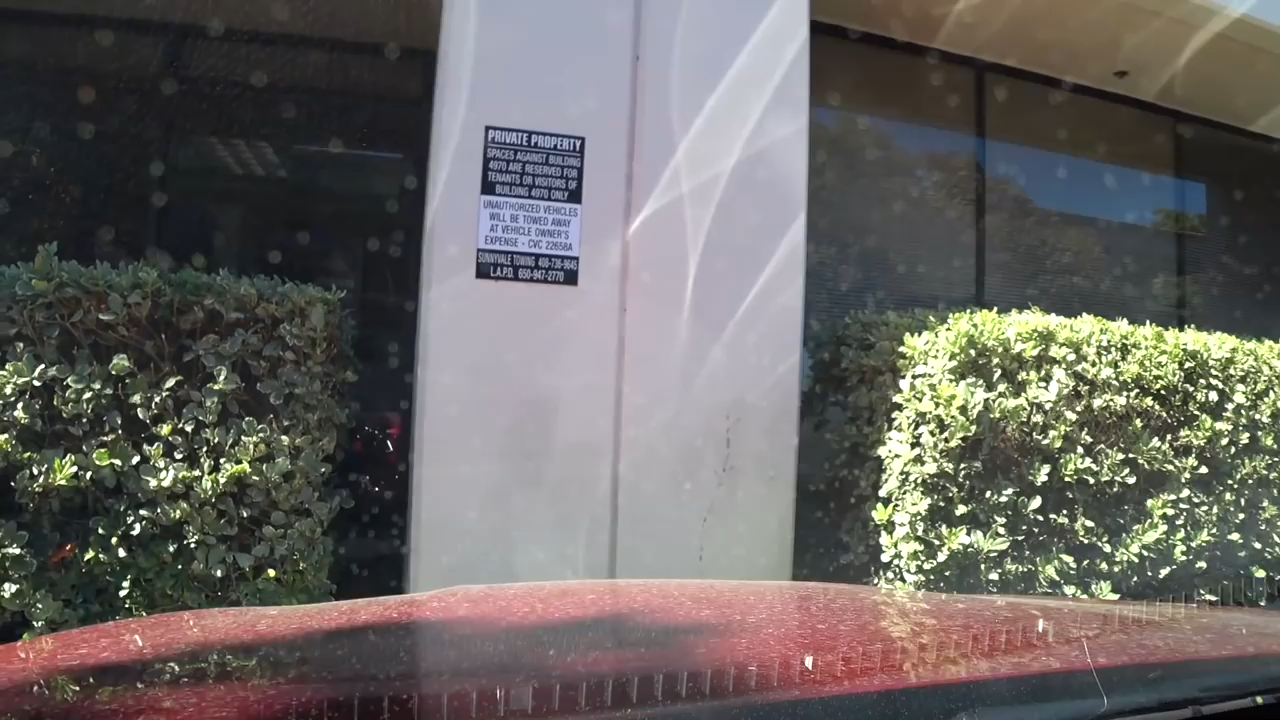 PRIVATE PROPERTY
SPACES AGAINST BUILDING
4970 ARE RESERVED FOR
TENANTS OR VISITORS OF
BUILDING 4970 ONLY
UNAUTHORIZED VEHICLES
WILL BE TOWED AWAY
AT VEHICLE OWNER'S
EXPENSE - CVC 22658A
SUNNYVALE TOWING 408-736-9645
L.A.P.D. 650-947-2770